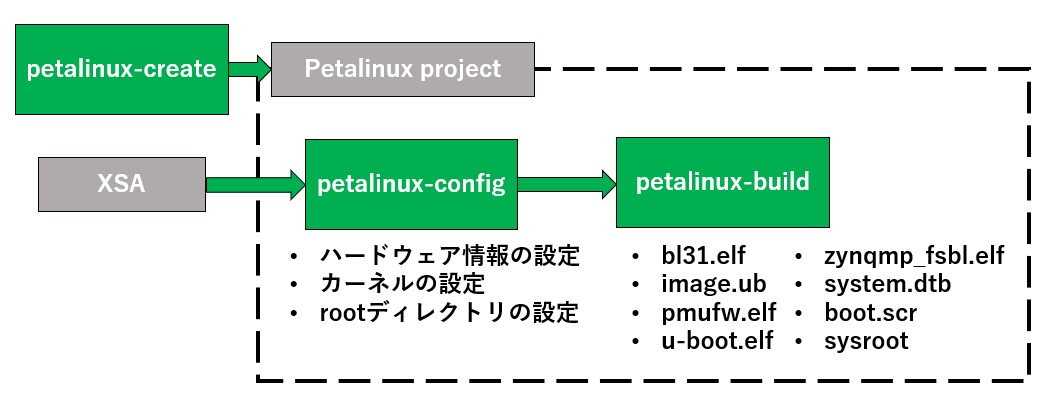 petalinux-create
Petalinux project
XSA
petalinux-config
petalinux-build
• ハードウェア情報の設定
• カーネルの設定
• rootディレクトリの設定
• bl31.elf
• image.ub
• pmufw.elf
• u-boot.elf
• zynqmp_fsbl.elf
• system.dtb
• boot.scr
• sysroot